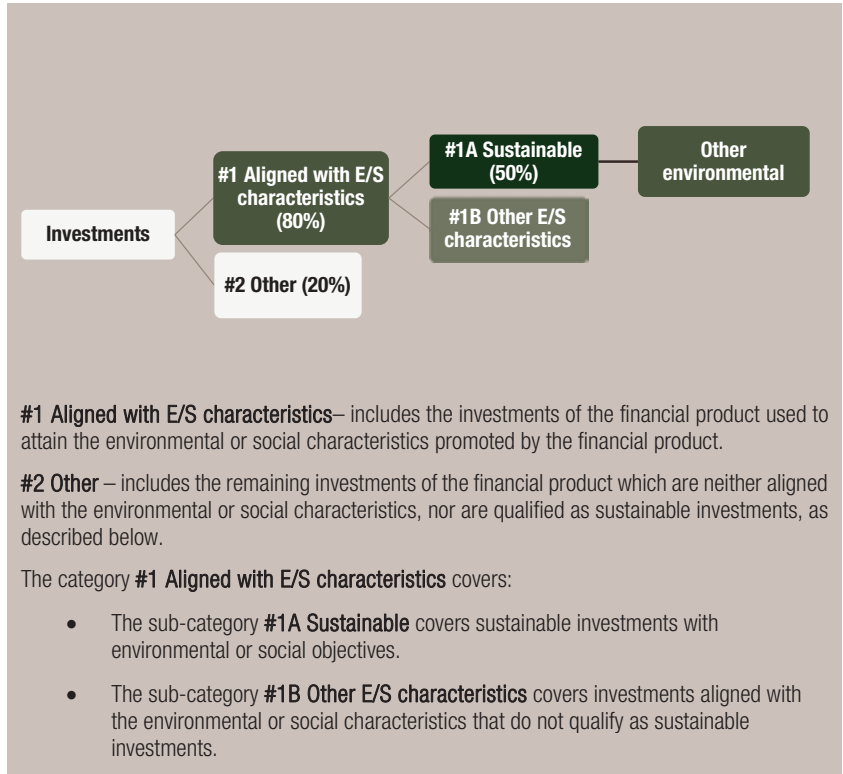 Investments
#1 Aligned with E/S
characteristics
(80%)
#2 Other (20%)
#1A Sustainable
(50%)
#1B Other E/S
characteristics
Other
environmental
#1 Aligned with E/S characteristics– includes the investments of the financial product used to
attain the environmental or social characteristics promoted by the financial product.
#2 Other – includes the remaining investments of the financial product which are neither aligned
with the environmental or social characteristics, nor are qualified as sustainable investments, as
described below.
The category #1 Aligned with E/S characteristics covers:
• The sub-category #1A Sustainable covers sustainable investments with
environmental or social objectives.
• The sub-category #1B Other E/S characteristics covers investments aligned with
the environmental or social characteristics that do not qualify as sustainable
investments.